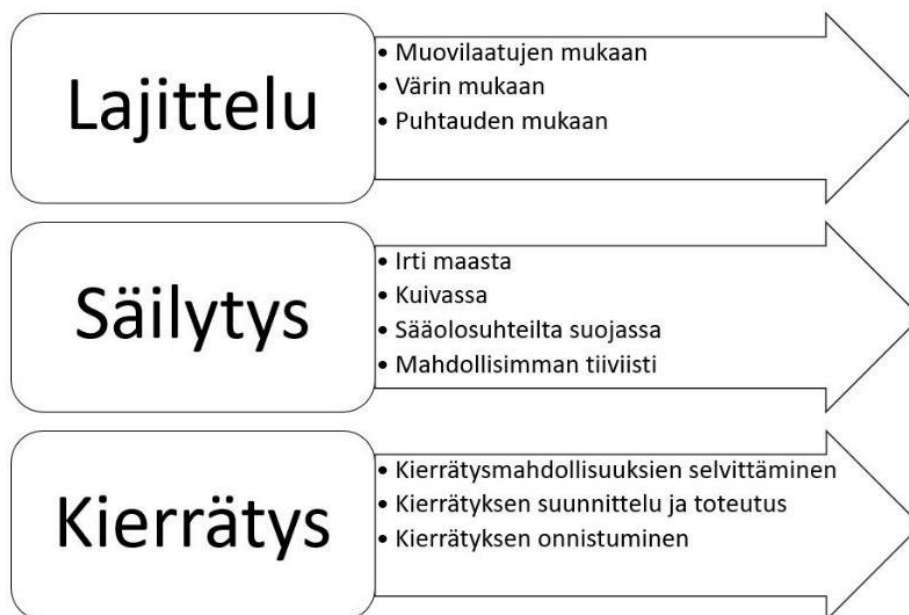 Lajittelu
• Muovilaatujen mukaan
• Värin mukaan
• Puhtauden mukaan
Säilytys
• Irti maasta
• Kuivassa
• Sääolosuhteilta suojassa
• Mahdollisimman tiiviisti
Kierrätys
• Kierrätysmahdollisuuksien selvittäminen
• Kierrätyksen suunnittelu ja toteutus
• Kierrätyksen onnistuminen